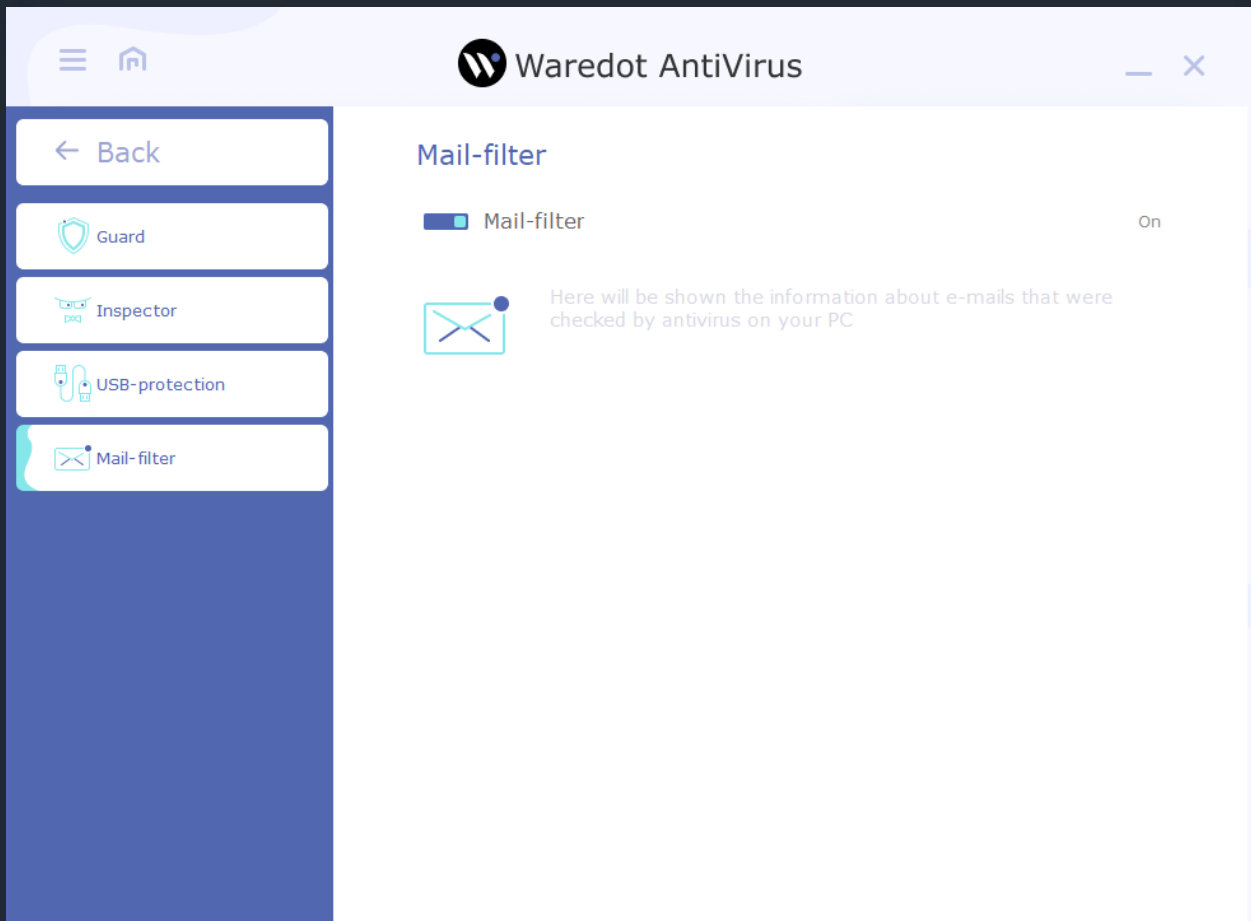 Waredot AntiVirus
Back
Guard
Inspector
USB-protection
Mail-filter
Mail-filter
Mail-filter
On
Here will be shown the information about e-mails that were
checked by antivirus on your PC